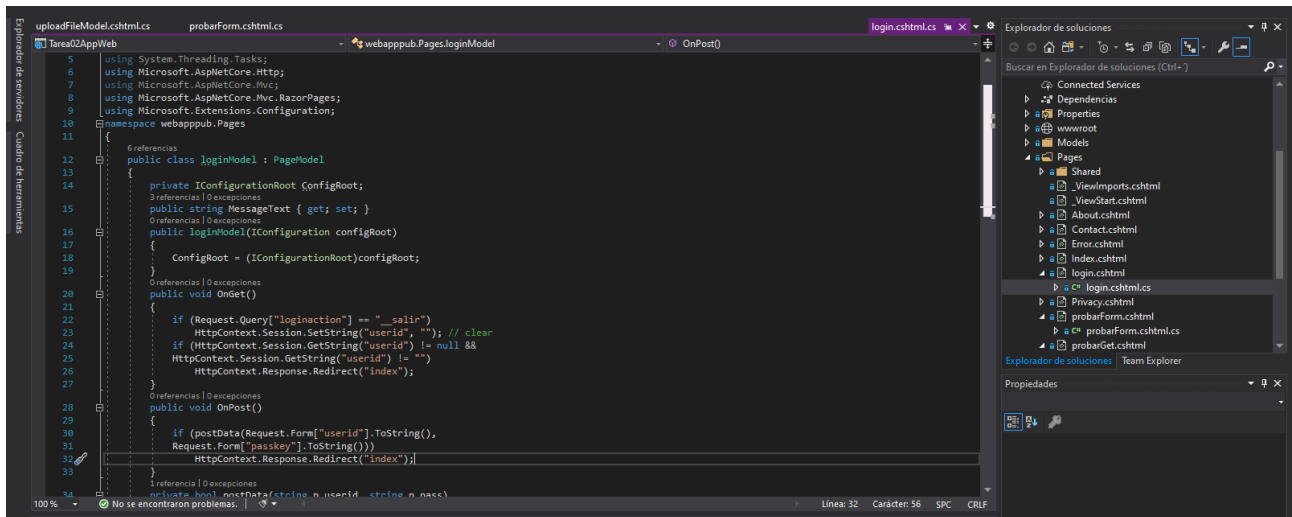 Explorador de servidores
Cuadro de herramientas
uploadFileModel.cshtml.cs probarForm.cshtml.cs login.cshtml.cs
Tarea02AppWeb webapppub.Pages.loginModel OnPost()
5 using System.Threading.Tasks;
6 using Microsoft.AspNetCore.Http;
7 using Microsoft.AspNetCore.Mvc;
8 using Microsoft.AspNetCore.Mvc.RazorPages;
9 using Microsoft.Extensions.Configuration;
10 namespace webapppub.Pages
11 {
6 referencias
12 public class loginModel : PageModel
13 {
14 private IConfigurationRoot ConfigRoot;
3 referencias | 0 excepciones
15 public string MessageText { get; set; }
0 referencias | 0 excepciones
16 public loginModel(IConfiguration configRoot)
17 {
18 ConfigRoot = (IConfigurationRoot)configRoot;
19 }
0 referencias | 0 excepciones
20 public void OnGet()
21 {
22 if (Request.Query["loginaction"] == "__salir")
23 HttpContext.Session.SetString("userid", ""); // clear
24 if (HttpContext.Session.GetString("userid") != null &&
25 HttpContext.Session.GetString("userid") != "")
26 HttpContext.Response.Redirect("index");
27 }
0 referencias | 0 excepciones
28 public void OnPost()
29 {
30 if (postData(Request.Form["userid"].ToString(),
31 Request.Form["passkey"].ToString()))
32 HttpContext.Response.Redirect("index");
33 }
1 referencia | 0 excepciones
34 private bool postData(string p_userid, string p_pass)
100 % No se encontraron problemas. Línea: 32 Carácter: 56 SPC CRLF
Explorador de soluciones
Buscar en Explorador de soluciones (Ctrl+´)
Connected Services
Dependencias
Properties
wwwroot
Models
Pages
Shared
_ViewImports.cshtml
_ViewStart.cshtml
About.cshtml
Contact.cshtml
Error.cshtml
Index.cshtml
login.cshtml
login.cshtml.cs
Privacy.cshtml
probarForm.cshtml
probarForm.cshtml.cs
probarGet.cshtml
Explorador de soluciones Team Explorer
Propiedades